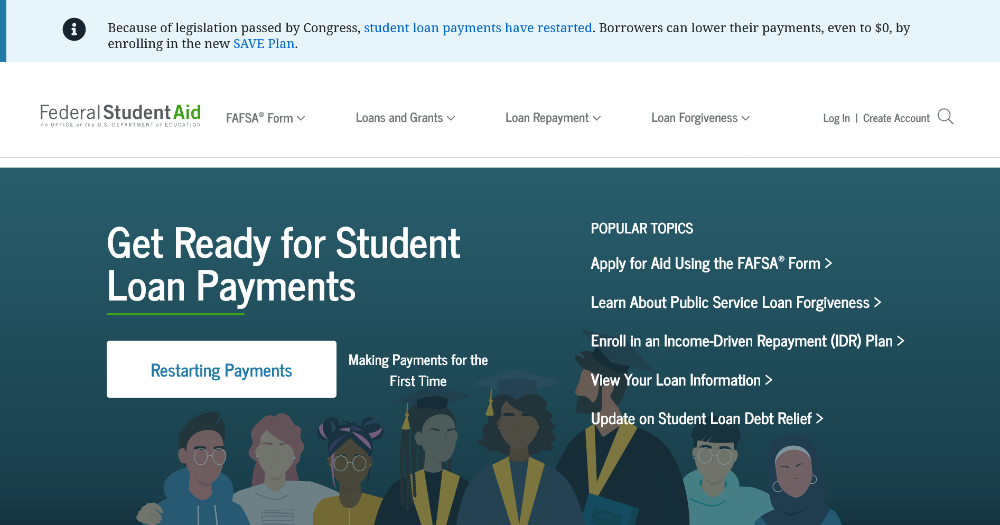 Because of legislation passed by Congress, student loan payments have restarted. Borrowers can lower their payments, even to $0, by
enrolling in the new SAVE Plan.
Federal Student Aid
An OFFICE of the U.S. DEPARTMENT of EDUCATION
FAFSA® Form
Loans and Grants
Loan Repayment
Loan Forgiveness
Log In | Create Account
Get Ready for Student
Loan Payments
Restarting Payments
Making Payments for the
First Time
POPULAR TOPICS
Apply for Aid Using the FAFSA® Form >
Learn About Public Service Loan Forgiveness >
Enroll in an Income-Driven Repayment (IDR) Plan >
View Your Loan Information >
Update on Student Loan Debt Relief >